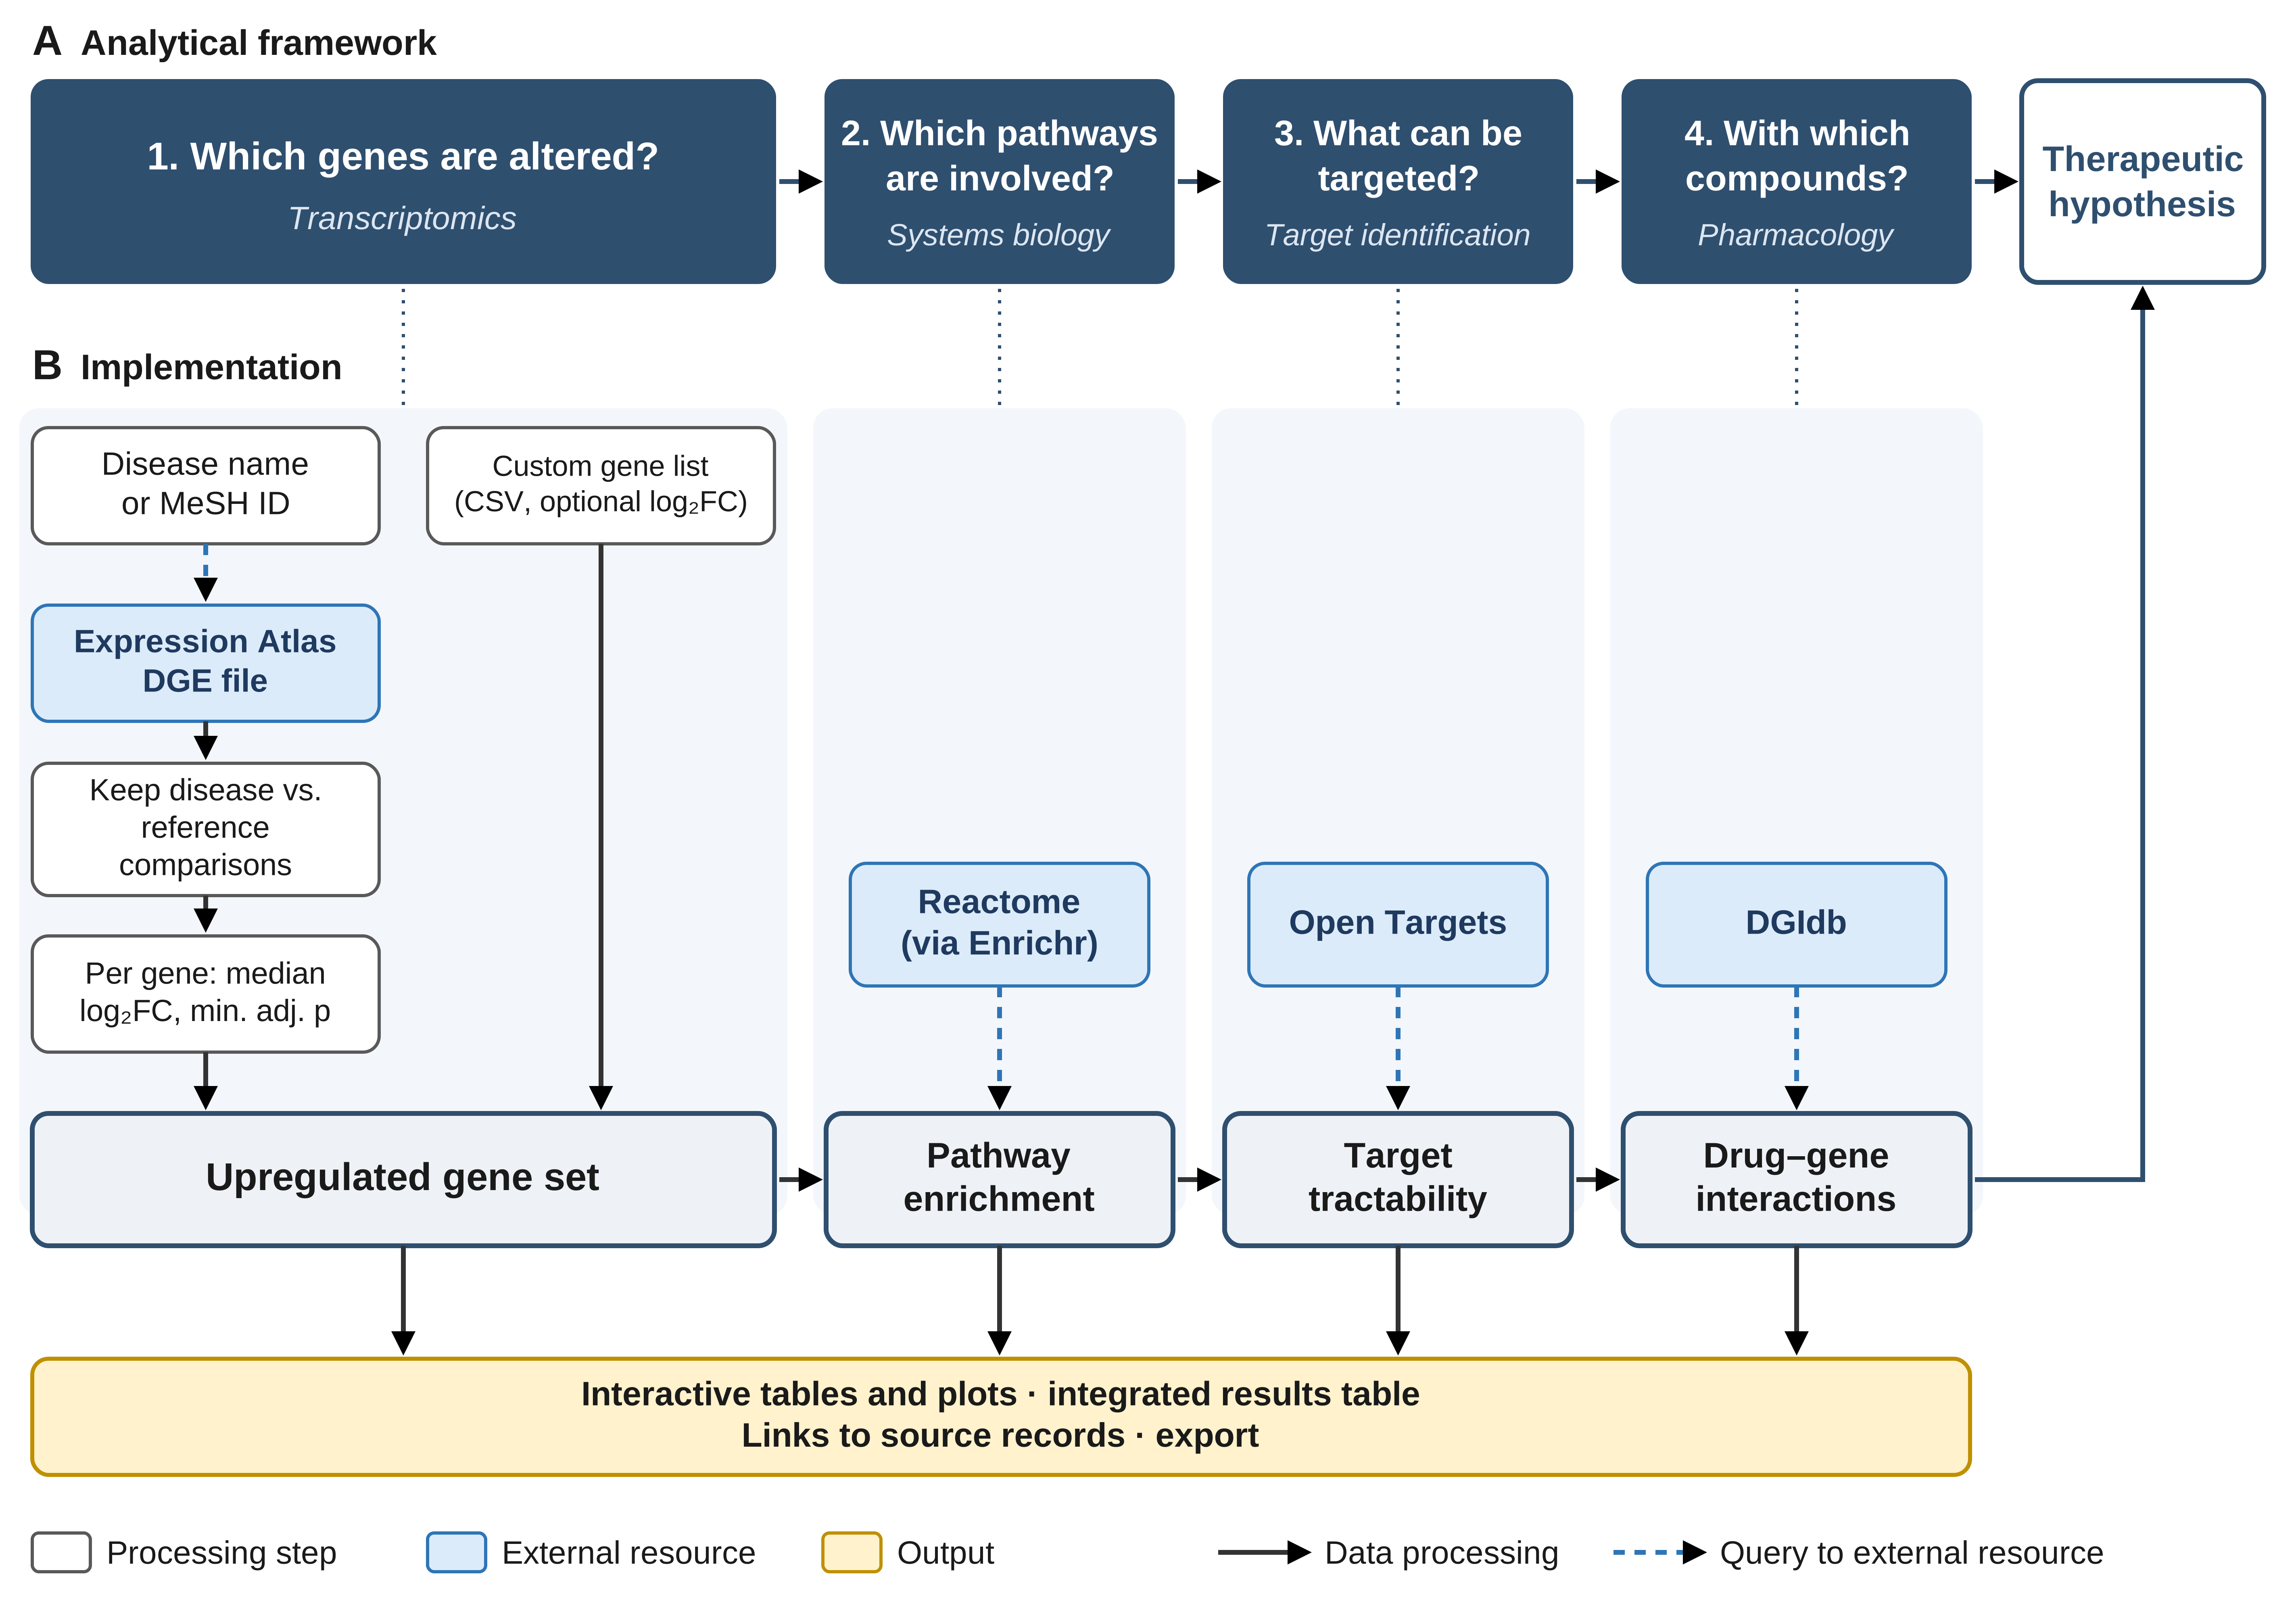 A Analytical framework
1. Which genes are altered?
Transcriptomics
2. Which pathways
are involved?
Systems biology
3. What can be
targeted?
Target identification
4. With which
compounds?
Pharmacology
Therapeutic
hypothesis
B Implementation
Disease name
or MeSH ID
Custom gene list
(CSV, optional log₂FC)
Expression Atlas
DGE file
Keep disease vs.
reference
comparisons
Per gene: median
log₂FC, min. adj. p
Reactome
(via Enrichr)
Open Targets
DGIdb
Upregulated gene set
Pathway
enrichment
Target
tractability
Drug–gene
interactions
Interactive tables and plots · integrated results table
Links to source records · export
Processing step
External resource
Output
Data processing
Query to external resource